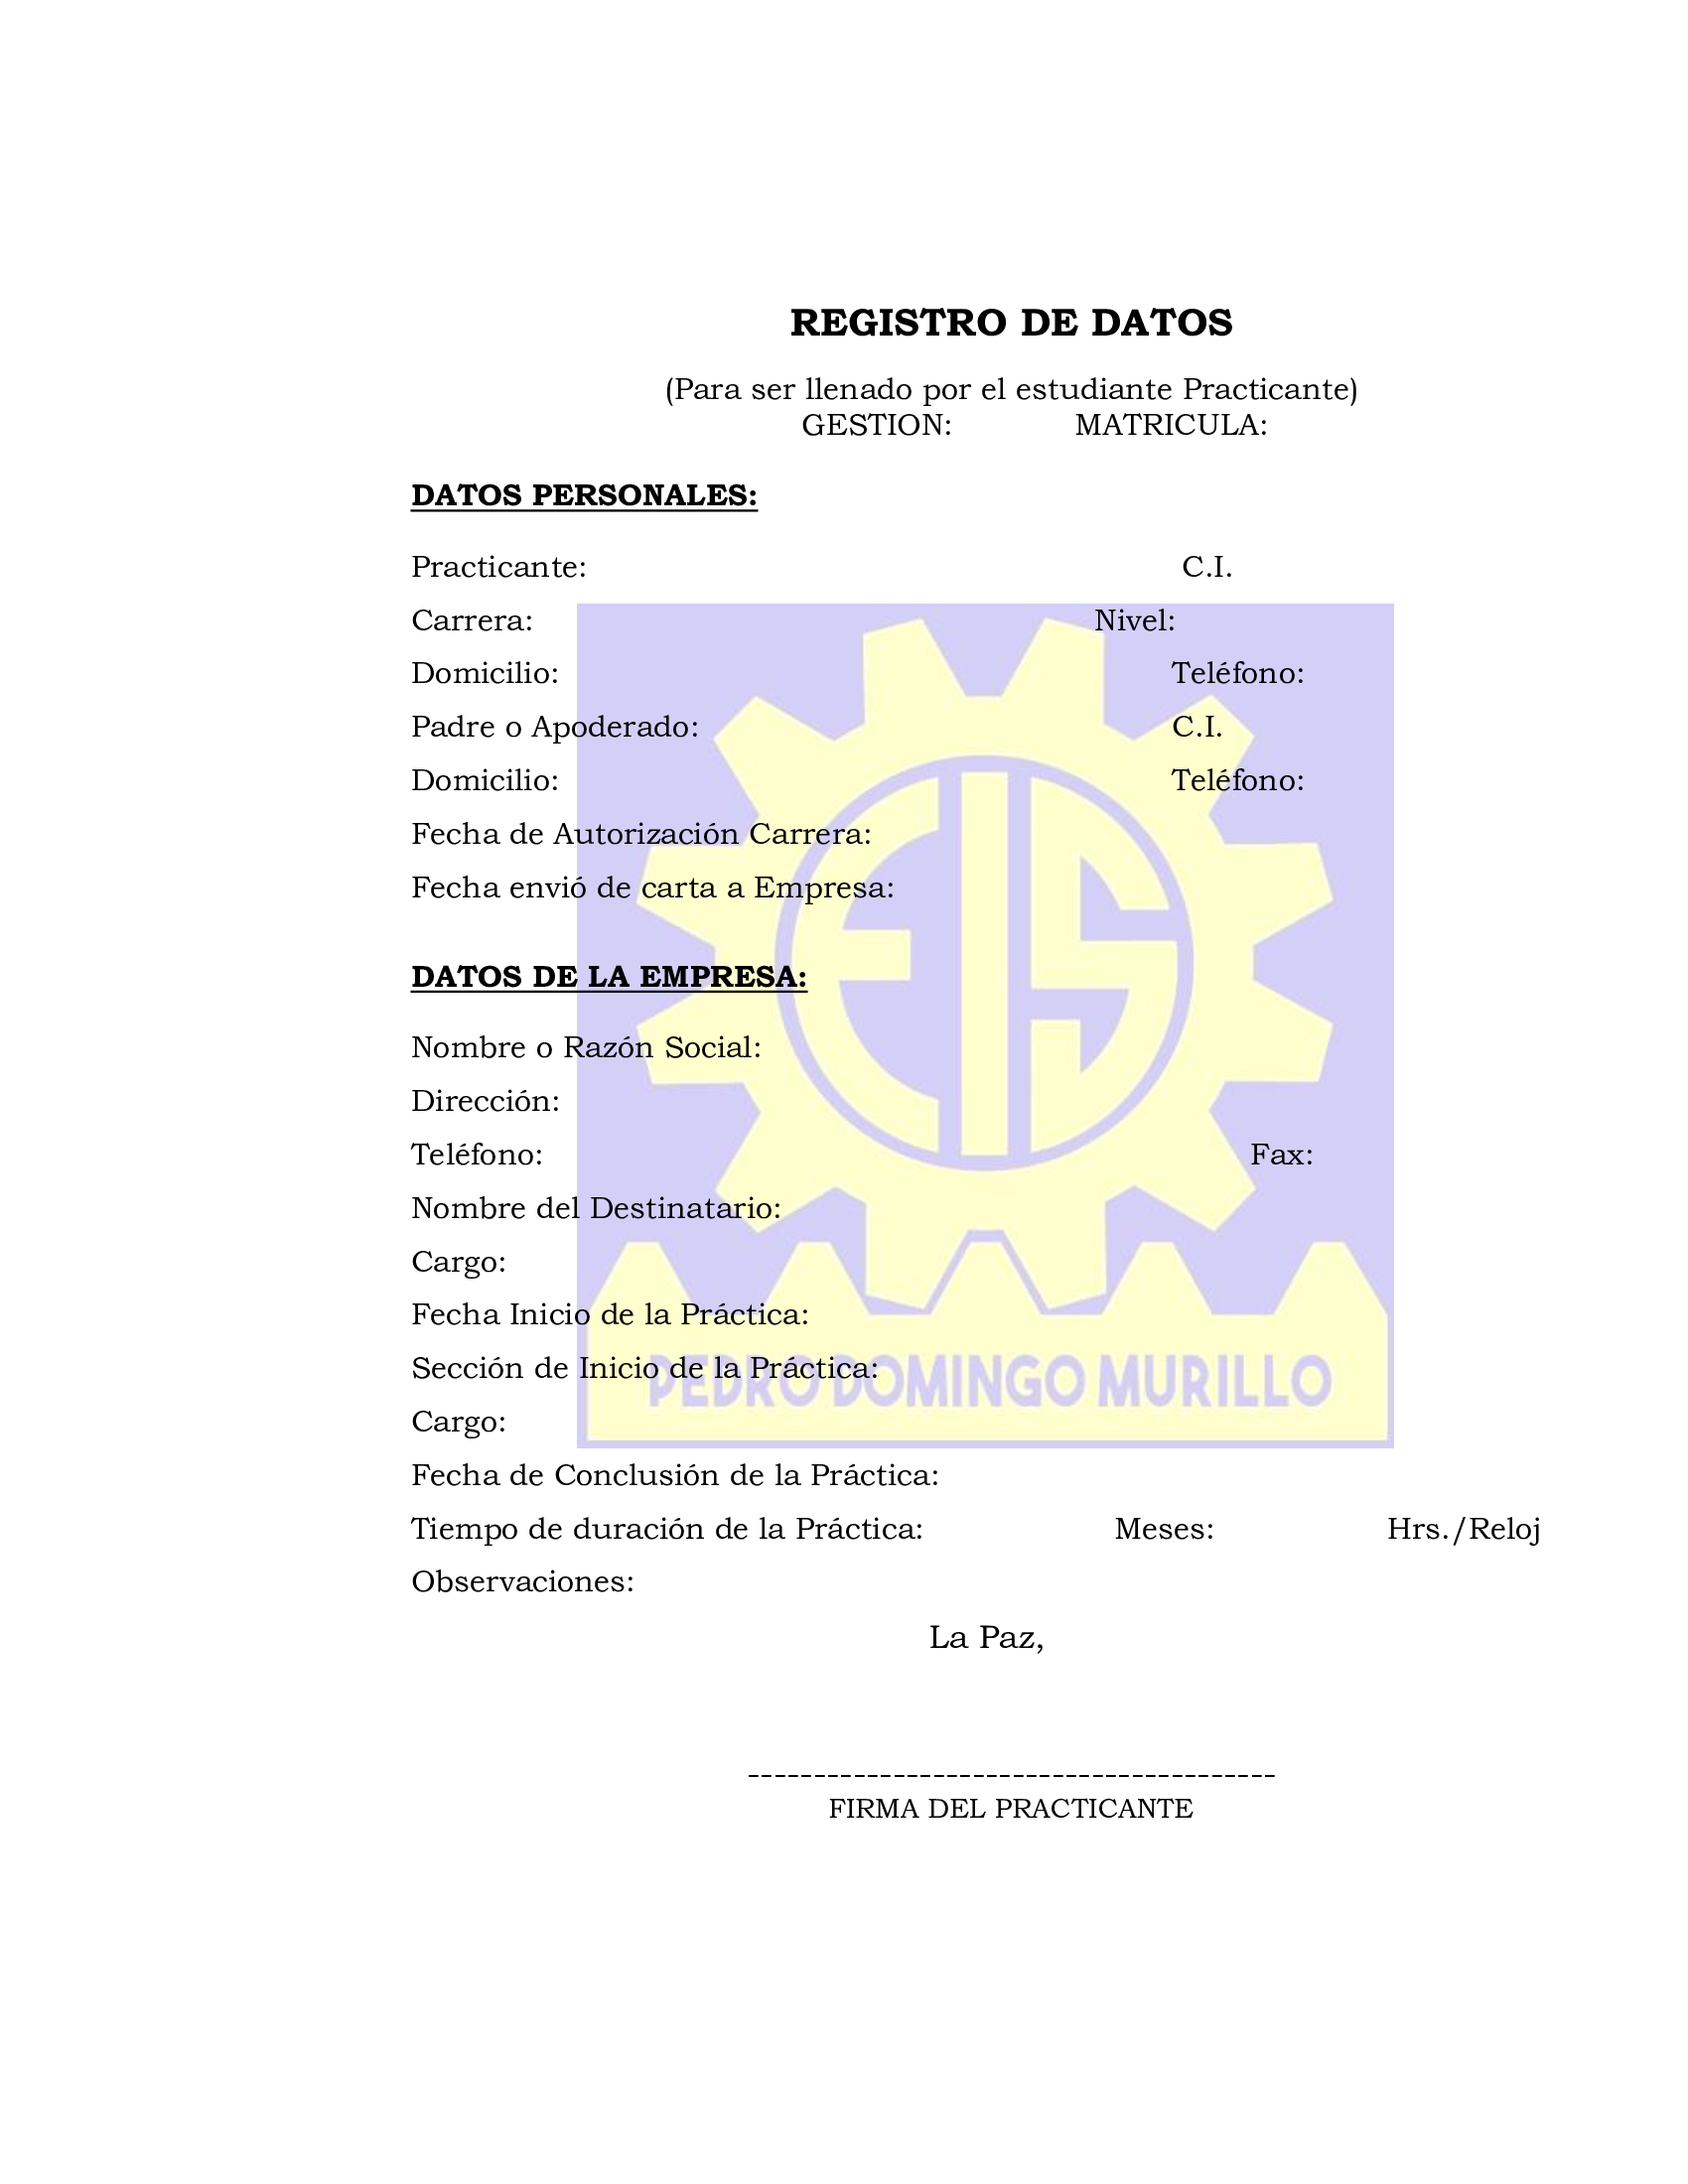 REGISTRO DE DATOS
(Para ser llenado por el estudiante Practicante)
GESTION: MATRICULA:
DATOS PERSONALES:
Practicante: C.I.
Carrera: Nivel:
Domicilio: Teléfono:
Padre o Apoderado: C.I.
Domicilio: Teléfono:
Fecha de Autorización Carrera:
Fecha envió de carta a Empresa:
EIS
DATOS DE LA EMPRESA:
Nombre o Razón Social:
Dirección:
Teléfono: Fax:
Nombre del Destinatario:
Cargo:
Fecha Inicio de la Práctica:
Sección de Inicio de la Práctica:
PEDRO DOMINGO MURILLO
Cargo:
Fecha de Conclusión de la Práctica:
Tiempo de duración de la Práctica: Meses: Hrs./Reloj
Observaciones:
La Paz,
----------------------------------------
FIRMA DEL PRACTICANTE